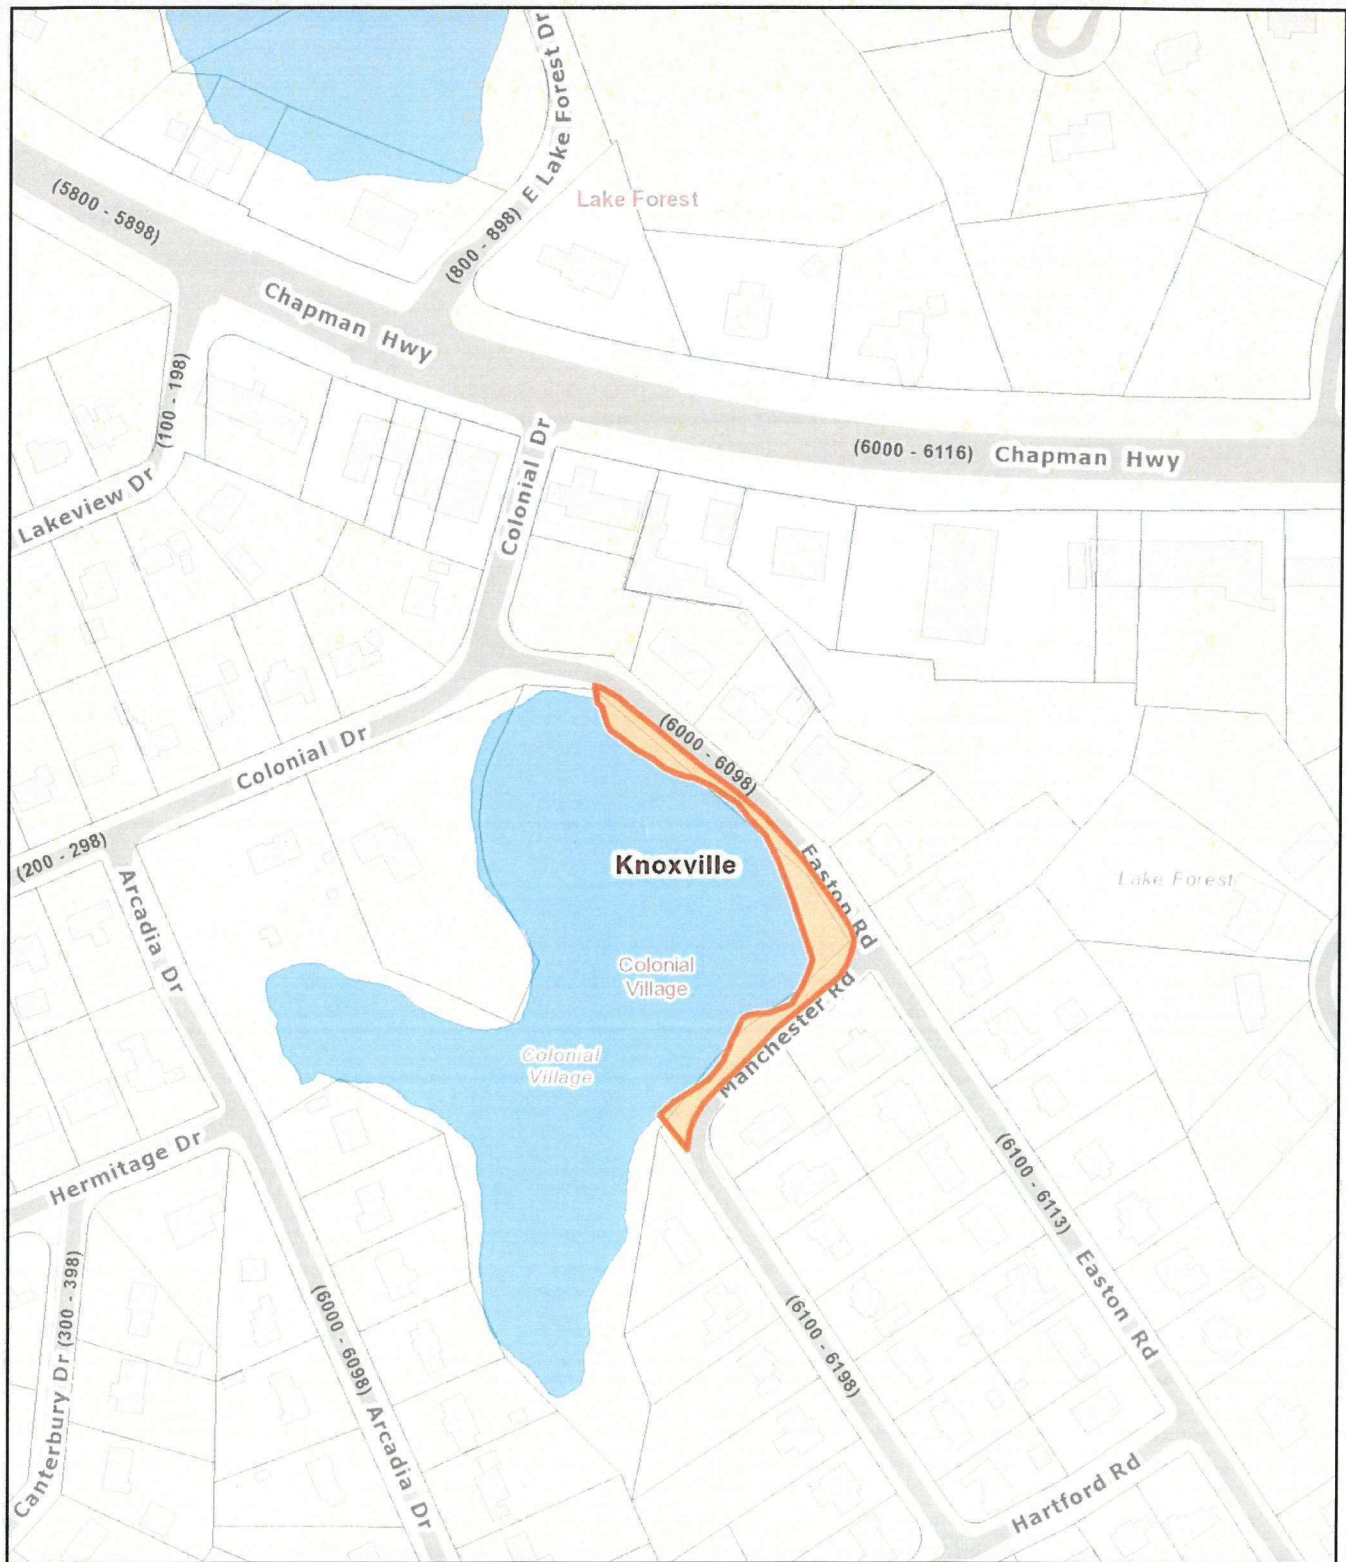 E Lake Forest Dr
(800 - 898)
Lake Forest
(5800 - 5898)
Chapman Hwy
(100 - 198)
Lakeview Dr
Colonial Dr
(6000 - 6116) Chapman Hwy
(6000 - 6098)
Colonial Dr
(200 - 298)
Knoxville
Easton Rd
Lake Forest
Arcadia Dr
Colonial
Village
Manchester Rd
Colonial
Village
Hermitage Dr
(6100 - 6113)
Easton Rd
(300 - 398)
Canterbury Dr
(6000 - 6098)
Arcadia Dr
(6100 - 6198)
Hartford Rd